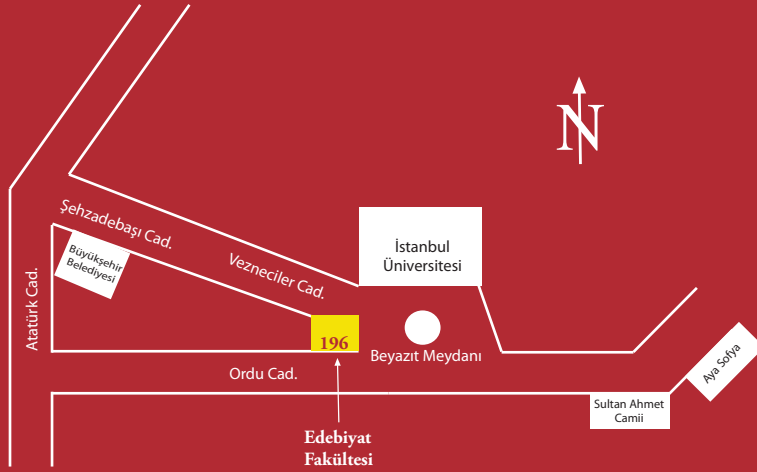 N
Şehzadebaşı Cad.
Büyükşehir
Belediyesi
Vezneciler Cad.
İstanbul
Üniversitesi
Atatürk Cad.
196
Beyazıt Meydanı
Ordu Cad.
Aya Sofya
Sultan Ahmet
Camii
Edebiyat
Fakültesi